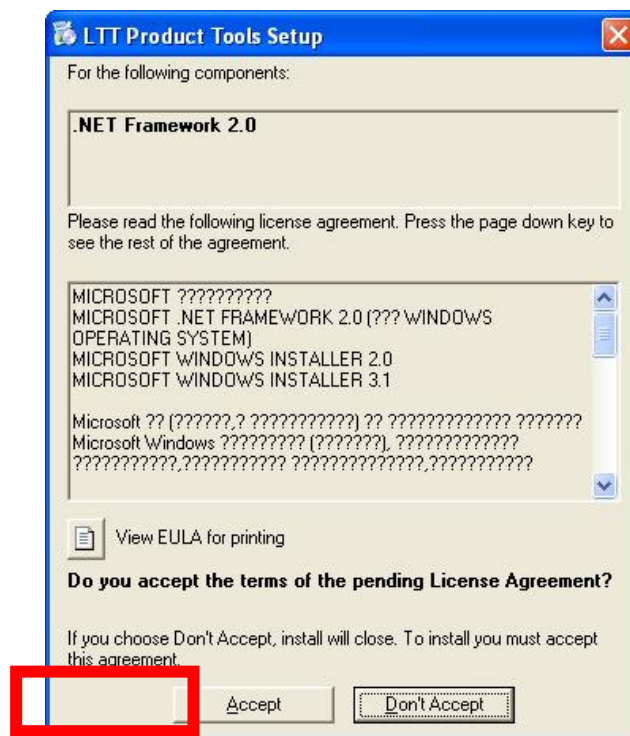 LTT Product Tools Setup
For the following components:
.NET Framework 2.0
Please read the following license agreement. Press the page down key to
see the rest of the agreement.
MICROSOFT ??????????
MICROSOFT .NET FRAMEWORK 2.0 (??? WINDOWS
OPERATING SYSTEM)
MICROSOFT WINDOWS INSTALLER 2.0
MICROSOFT WINDOWS INSTALLER 3.1
Microsoft ?? (??????,? ???????????) ?? ????????????? ???????
Microsoft Windows ????????? (???????), ?????????????
???????????,??????????? ??????????????,???????????
View EULA for printing
Do you accept the terms of the pending License Agreement?
If you choose Don't Accept, install will close. To install you must accept
this agreement.
Accept
Don't Accept